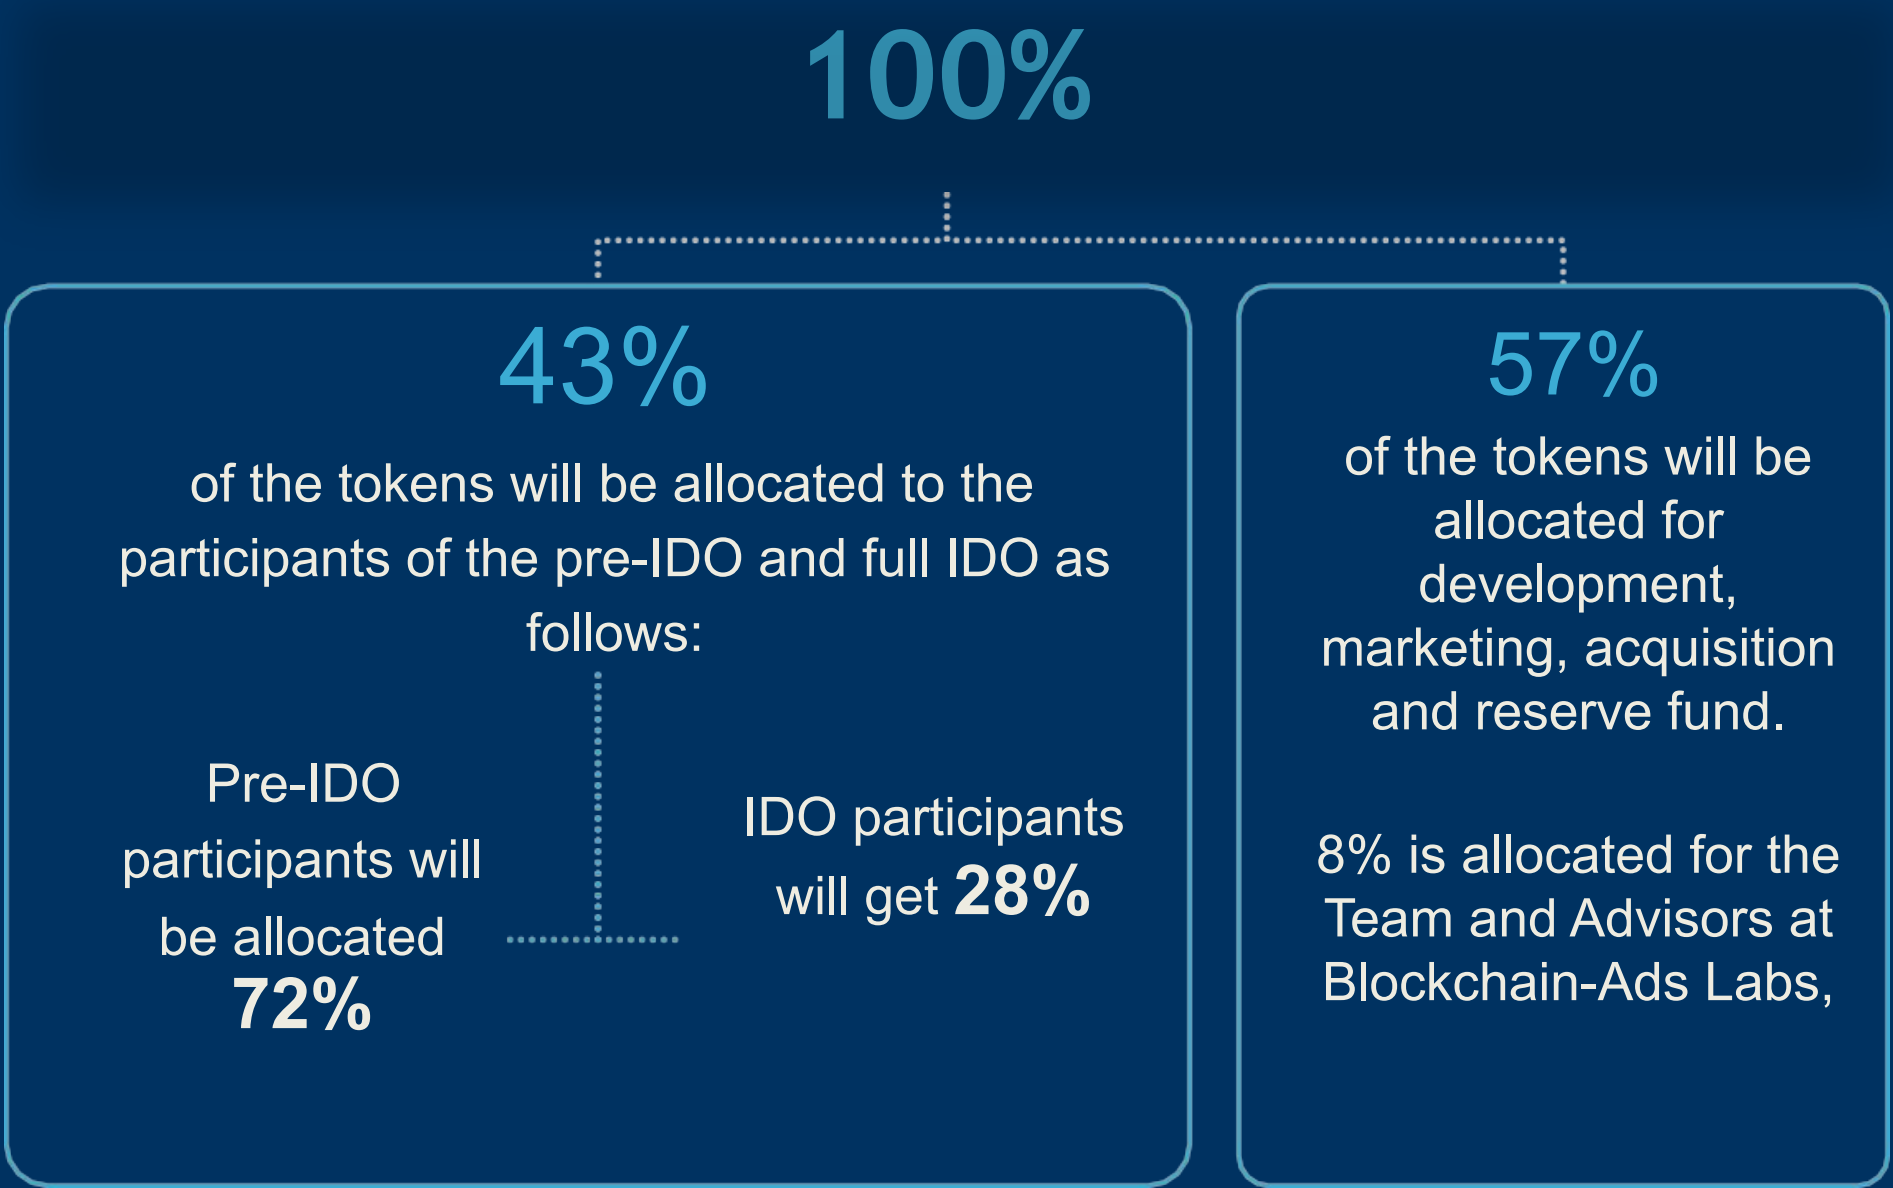 100%
43%
of the tokens will be allocated to the
participants of the pre-IDO and full IDO as
follows:
Pre-IDO
participants will
be allocated
72%
IDO participants
will get 28%
57%
of the tokens will be
allocated for
development,
marketing, acquisition
and reserve fund.
8% is allocated for the
Team and Advisors at
Blockchain-Ads Labs,